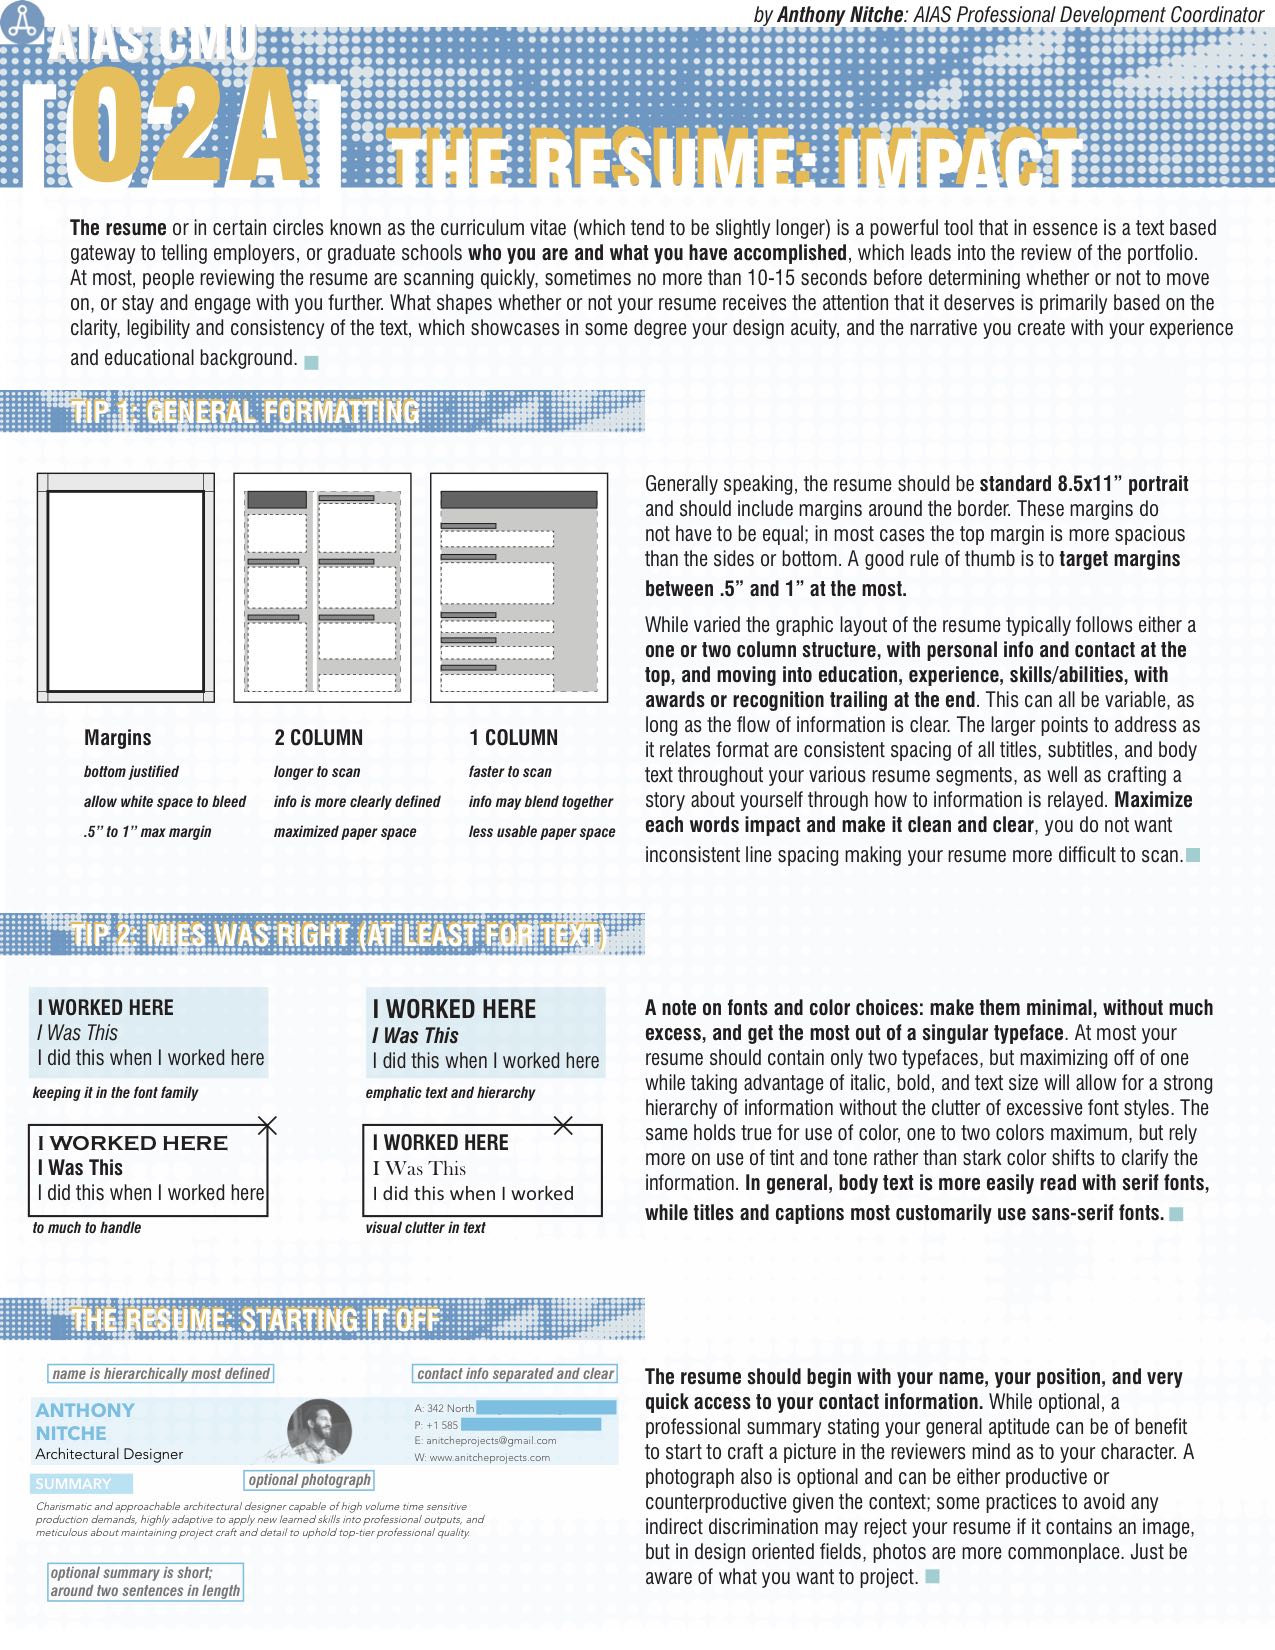 by Anthony Nitche: AIAS Professional Development Coordinator
AIAS CMU
[02A]
THE RESUME: IMPACT
The resume or in certain circles known as the curriculum vitae (which tend to be slightly longer) is a powerful tool that in essence is a text based
gateway to telling employers, or graduate schools who you are and what you have accomplished, which leads into the review of the portfolio.
At most, people reviewing the resume are scanning quickly, sometimes no more than 10-15 seconds before determining whether or not to move
on, or stay and engage with you further. What shapes whether or not your resume receives the attention that it deserves is primarily based on the
clarity, legibility and consistency of the text, which showcases in some degree your design acuity, and the narrative you create with your experience
and educational background.
TIP 1: GENERAL FORMATTING
Margins
bottom justified
allow white space to bleed
.5” to 1” max margin
2 COLUMN
longer to scan
info is more clearly defined
maximized paper space
1 COLUMN
faster to scan
info may blend together
less usable paper space
Generally speaking, the resume should be standard 8.5x11” portrait
and should include margins around the border. These margins do
not have to be equal; in most cases the top margin is more spacious
than the sides or bottom. A good rule of thumb is to target margins
between .5” and 1” at the most.
While varied the graphic layout of the resume typically follows either a
one or two column structure, with personal info and contact at the
top, and moving into education, experience, skills/abilities, with
awards or recognition trailing at the end. This can all be variable, as
long as the flow of information is clear. The larger points to address as
it relates format are consistent spacing of all titles, subtitles, and body
text throughout your various resume segments, as well as crafting a
story about yourself through how to information is relayed. Maximize
each words impact and make it clean and clear, you do not want
inconsistent line spacing making your resume more difficult to scan.
TIP 2: MIES WAS RIGHT (AT LEAST FOR TEXT)
I WORKED HERE
I Was This
I did this when I worked here
keeping it in the font family
I WORKED HERE
I Was This
I did this when I worked here
emphatic text and hierarchy
I WORKED HERE
I Was This
I did this when I worked here
to much to handle
I WORKED HERE
I Was This
I did this when I worked
visual clutter in text
A note on fonts and color choices: make them minimal, without much
excess, and get the most out of a singular typeface. At most your
resume should contain only two typefaces, but maximizing off of one
while taking advantage of italic, bold, and text size will allow for a strong
hierarchy of information without the clutter of excessive font styles. The
same holds true for use of color, one to two colors maximum, but rely
more on use of tint and tone rather than stark color shifts to clarify the
information. In general, body text is more easily read with serif fonts,
while titles and captions most customarily use sans-serif fonts.
THE RESUME: STARTING IT OFF
name is hierarchically most defined
contact info separated and clear
ANTHONY
NITCHE
Architectural Designer
A: 342 North
P: +1 585
E: anitcheprojects@gmail.com
W: www.anitcheprojects.com
optional photograph
SUMMARY
Charismatic and approachable architectural designer capable of high volume time sensitive
production demands, highly adaptive to apply new learned skills into professional outputs, and
meticulous about maintaining project craft and detail to uphold top-tier professional quality.
optional summary is short;
around two sentences in length
The resume should begin with your name, your position, and very
quick access to your contact information. While optional, a
professional summary stating your general aptitude can be of benefit
to start to craft a picture in the reviewers mind as to your character. A
photograph also is optional and can be either productive or
counterproductive given the context; some practices to avoid any
indirect discrimination may reject your resume if it contains an image,
but in design oriented fields, photos are more commonplace. Just be
aware of what you want to project.